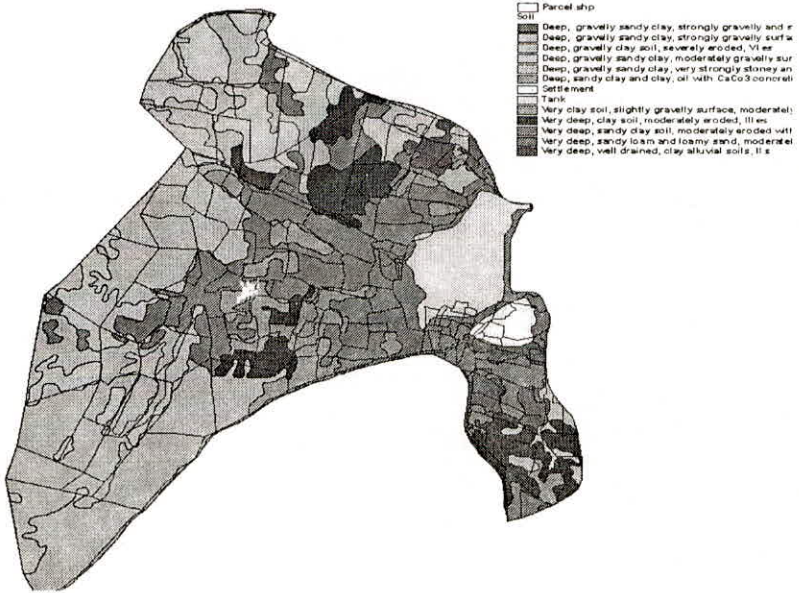 Parcel.shp
Soil
Deep, gravelly sandy clay, strongly gravelly and
Deep, gravelly sandy clay, strongly gravelly
Deep, gravelly clay soil, severely eroded, VI es
Deep, gravelly sandy clay, moderately gravelly sur
Deep, gravelly sandy clay, very strongly stoney an
Deep, sandy clay and clay, oil with CaCo3 concreti
Settlement
Tank
Very clay soil, slightly gravelly surface, moderately
Very deep, clay soil, moderately eroded, III es
Very deep, sandy clay soil, moderately eroded with
Very deep, sandy loam and loamy sand, moderatel
Very deep, well drained, clay alluvial soils, II s